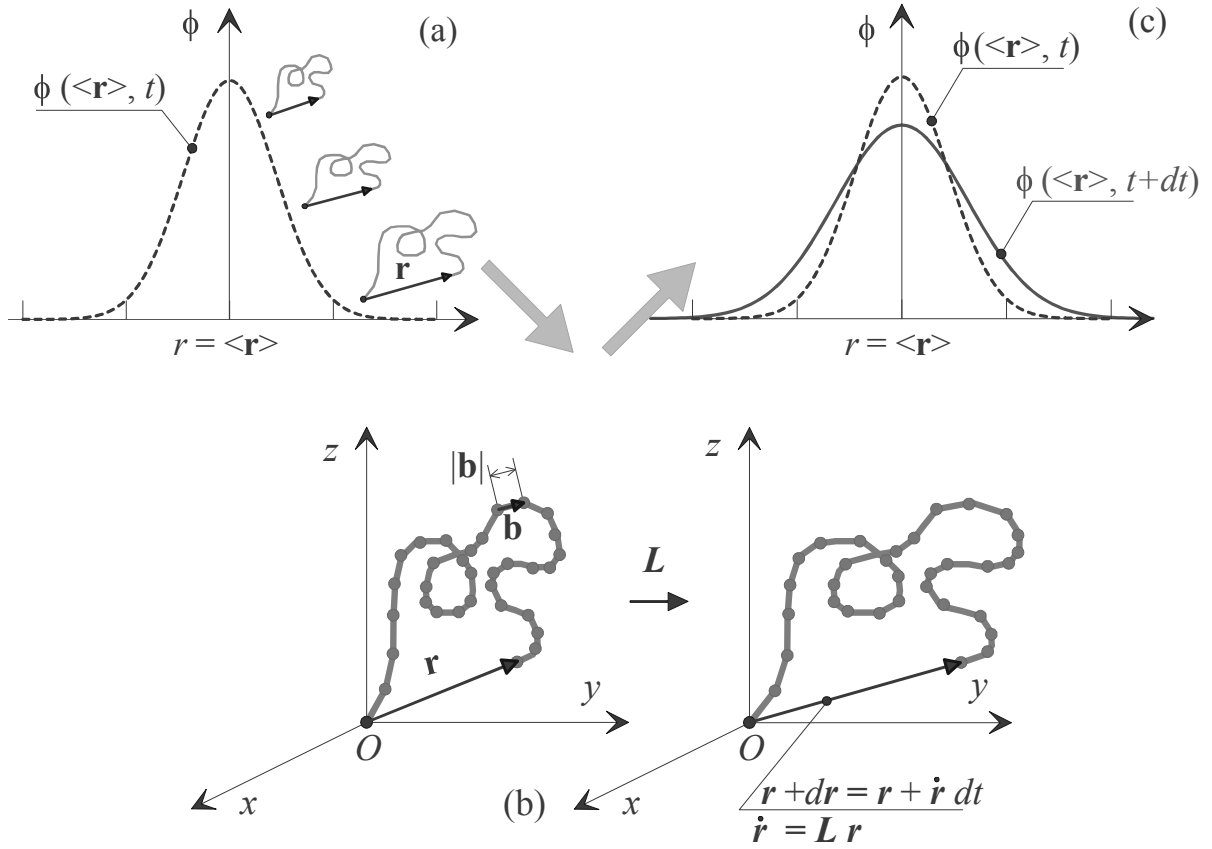 ϕ
(a)
ϕ (<r>, t)
r
r = <r>
ϕ
(c)
ϕ (<r>, t)
ϕ (<r>, t+dt)
r = <r>
z
|b|
b
r
y
O
x
L
z
y
O
x
(b)
r +dr = r + ṙ dt
ṙ = L r